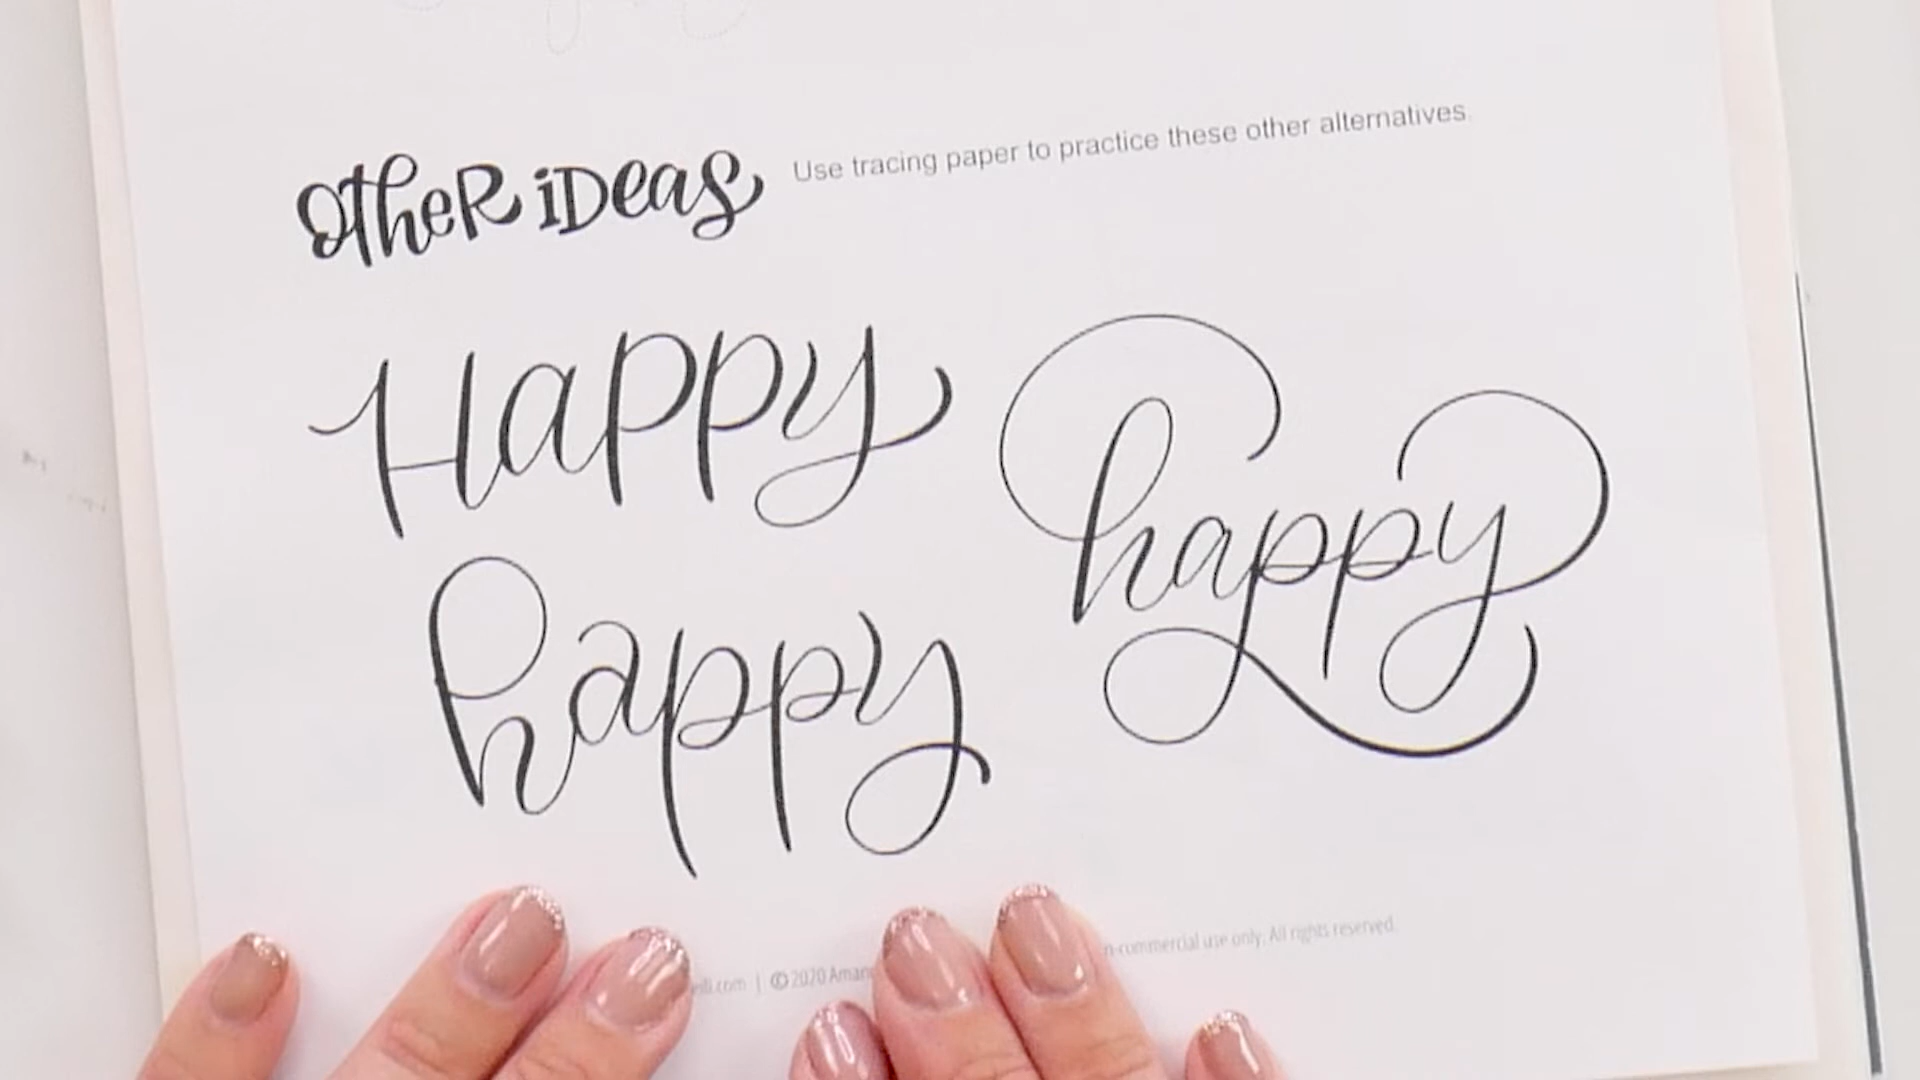 other ideas Use tracing paper to practice these other alternatives.
Happy
happy
happy
| © 2020 commercial use only. All rights reserved.